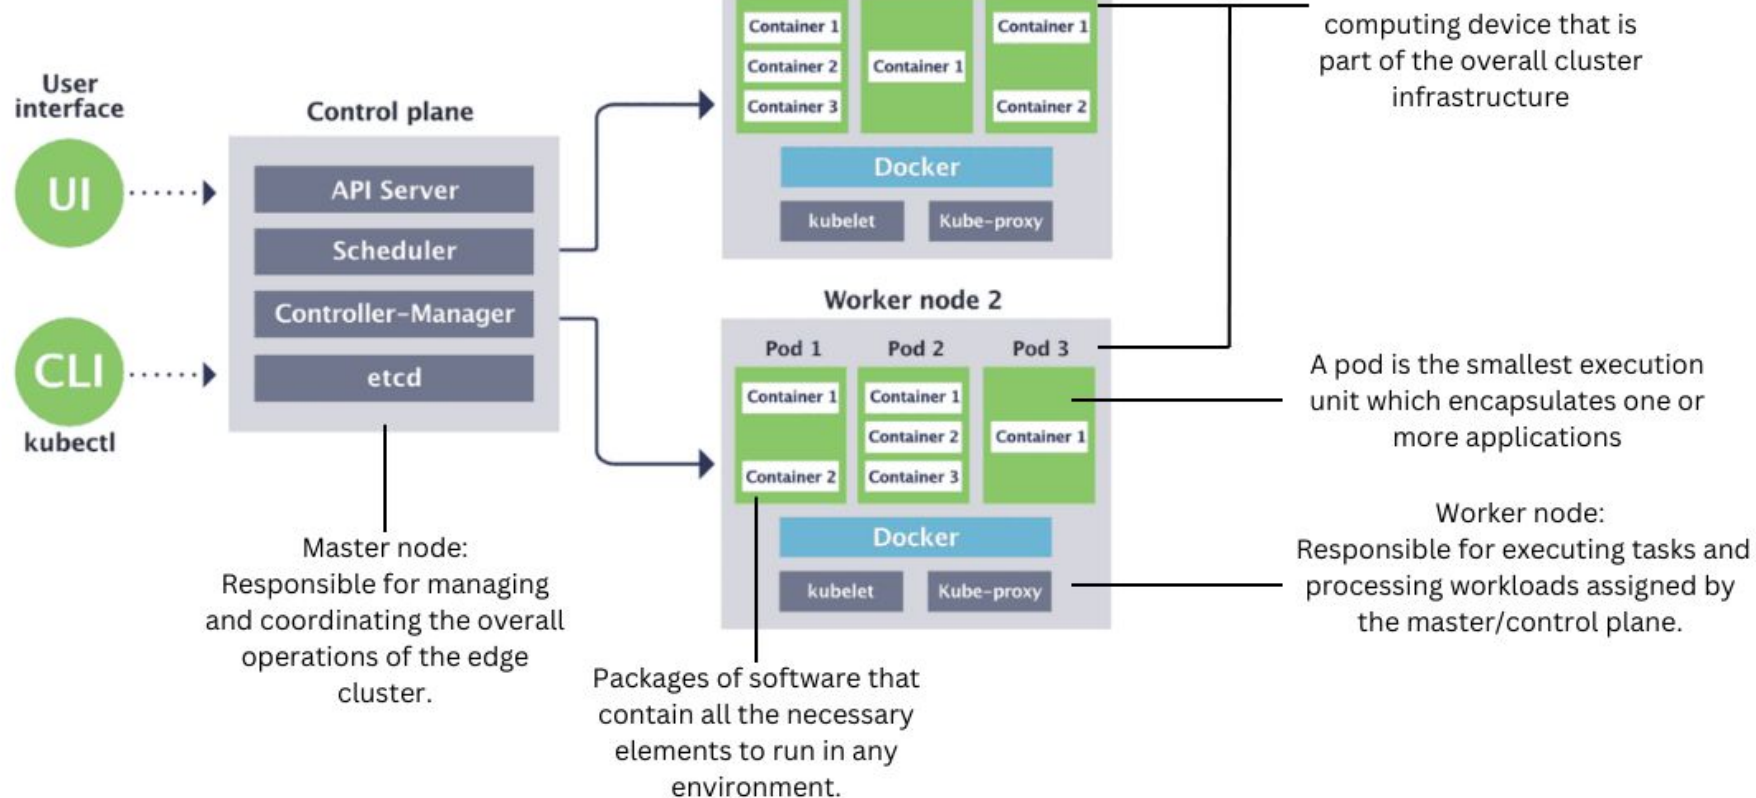 Container 1
Container 2
Container 3
Container 1
Container 1
Container 2
computing device that is
part of the overall cluster
infrastructure
User
interface
UI
Control plane
API Server
Scheduler
Controller-Manager
etcd
CLI
kubectl
Docker
kubelet
Kube-proxy
Worker node 2
Pod 1
Pod 2
Pod 3
Container 1
Container 2
Container 1
Container 2
Container 3
Container 1
Docker
kubelet
Kube-proxy
A pod is the smallest execution
unit which encapsulates one or
more applications
Worker node:
Responsible for executing tasks and
processing workloads assigned by
the master/control plane.
Master node:
Responsible for managing
and coordinating the overall
operations of the edge
cluster.
Packages of software that
contain all the necessary
elements to run in any
environment.